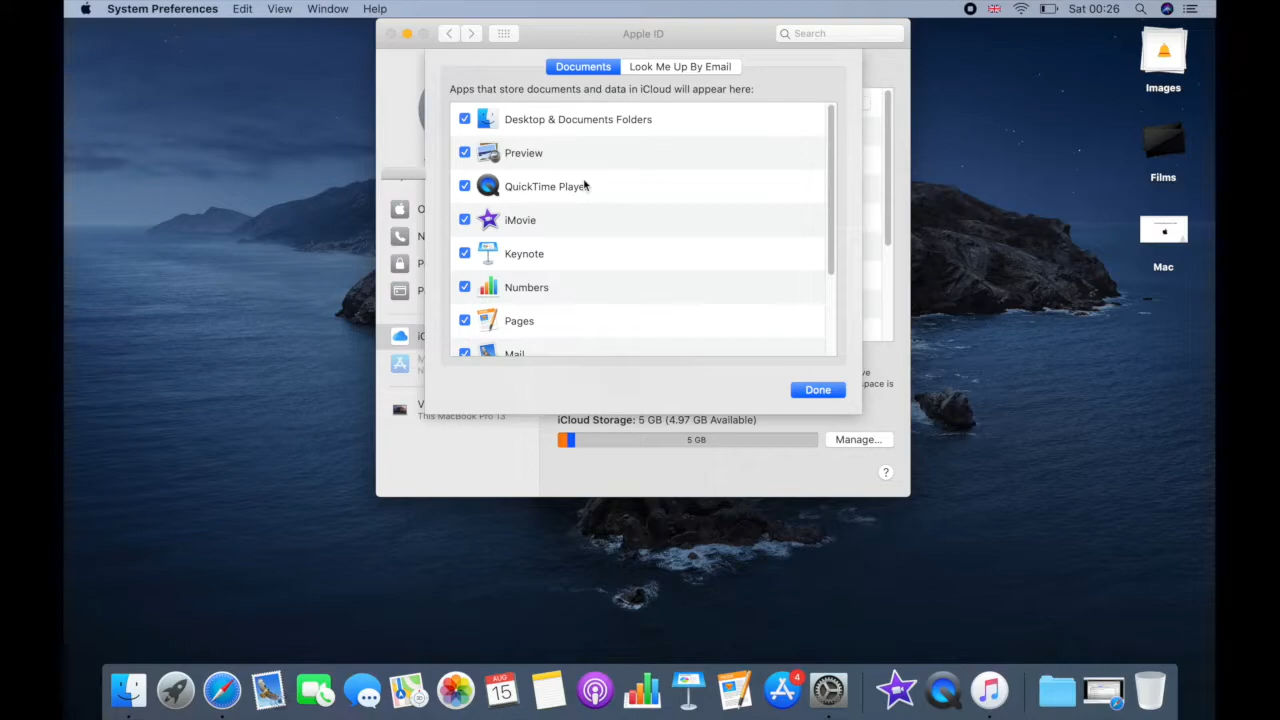 System Preferences Edit View Window Help
Sat 00:26
Apple ID
Search
Documents Look Me Up By Email
Apps that store documents and data in iCloud will appear here:
Desktop & Documents Folders
Preview
QuickTime Player
iMovie
Keynote
Numbers
Pages
Mail
Done
space is
This MacBook Pro 13
iCloud Storage: 5 GB (4.97 GB Available)
5 GB
Manage...
?
Images
Films
Mac
AUG
15
4